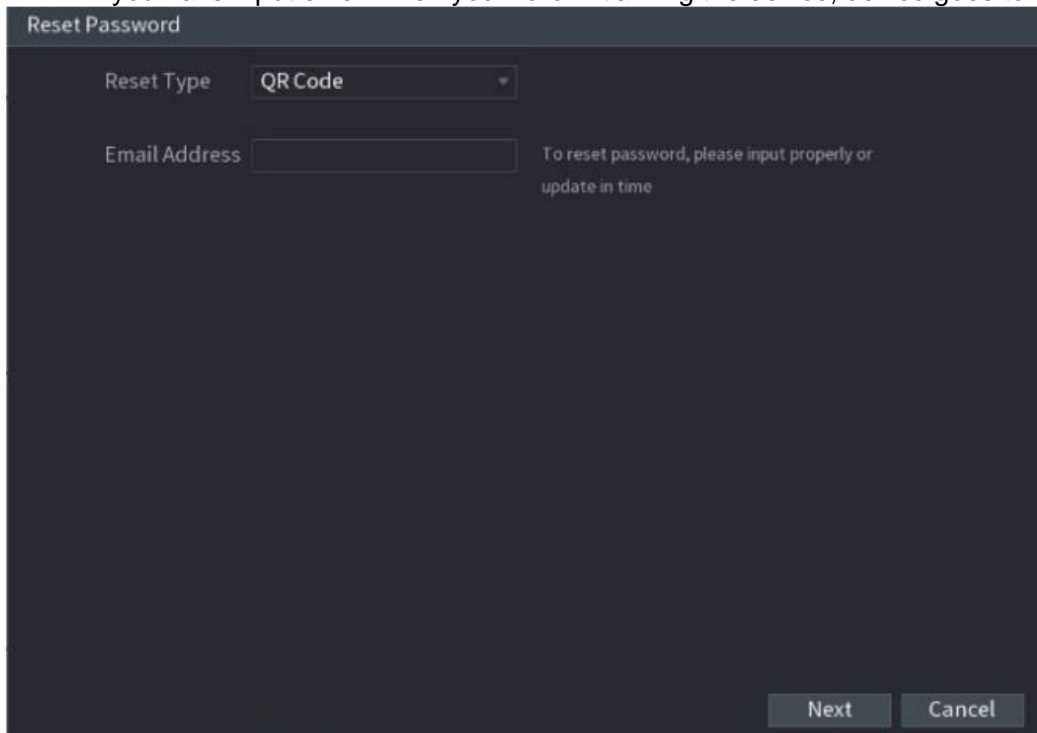 Reset Password
Reset Type QR Code
Email Address To reset password, please input properly or
update in time
Next Cancel